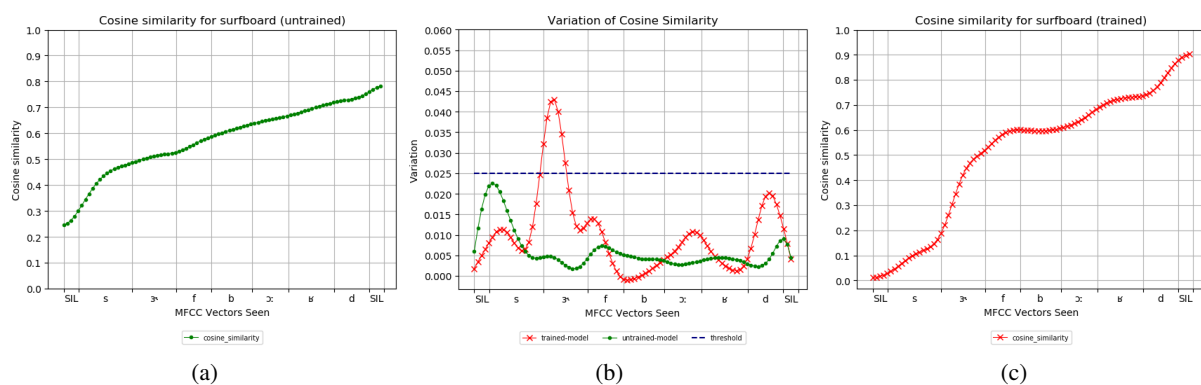 Cosine similarity for surfboard (untrained)
1.0
0.9
0.8
0.7
0.6
0.5
0.4
0.3
0.2
0.1
0.0
Cosine similarity
SIL s ɝ f b ɔː ʁ d SIL
MFCC Vectors Seen
cosine_similarity
(a)
Variation of Cosine Similarity
0.060
0.055
0.050
0.045
0.040
0.035
0.030
0.025
0.020
0.015
0.010
0.005
0.000
Variation
SIL s ɝ f b ɔː ʁ d SIL
MFCC Vectors Seen
trained-model untrained-model threshold
(b)
Cosine similarity for surfboard (trained)
1.0
0.9
0.8
0.7
0.6
0.5
0.4
0.3
0.2
0.1
0.0
Cosine similarity
SIL s ɝ f b ɔː ʁ d SIL
MFCC Vectors Seen
cosine_similarity
(c)